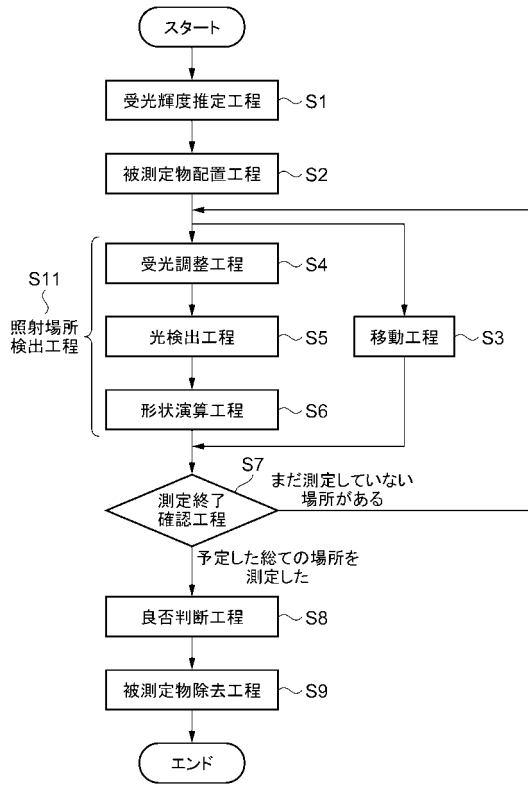 スタート
受光輝度推定工程
S1
被測定物配置工程
S2
S11
照射場所
検出工程
受光調整工程
S4
光検出工程
S5
移動工程
S3
形状演算工程
S6
S7
測定終了
確認工程
まだ測定していない
場所がある
予定した総ての場所を
測定した
良否判断工程
S8
被測定物除去工程
S9
エンド